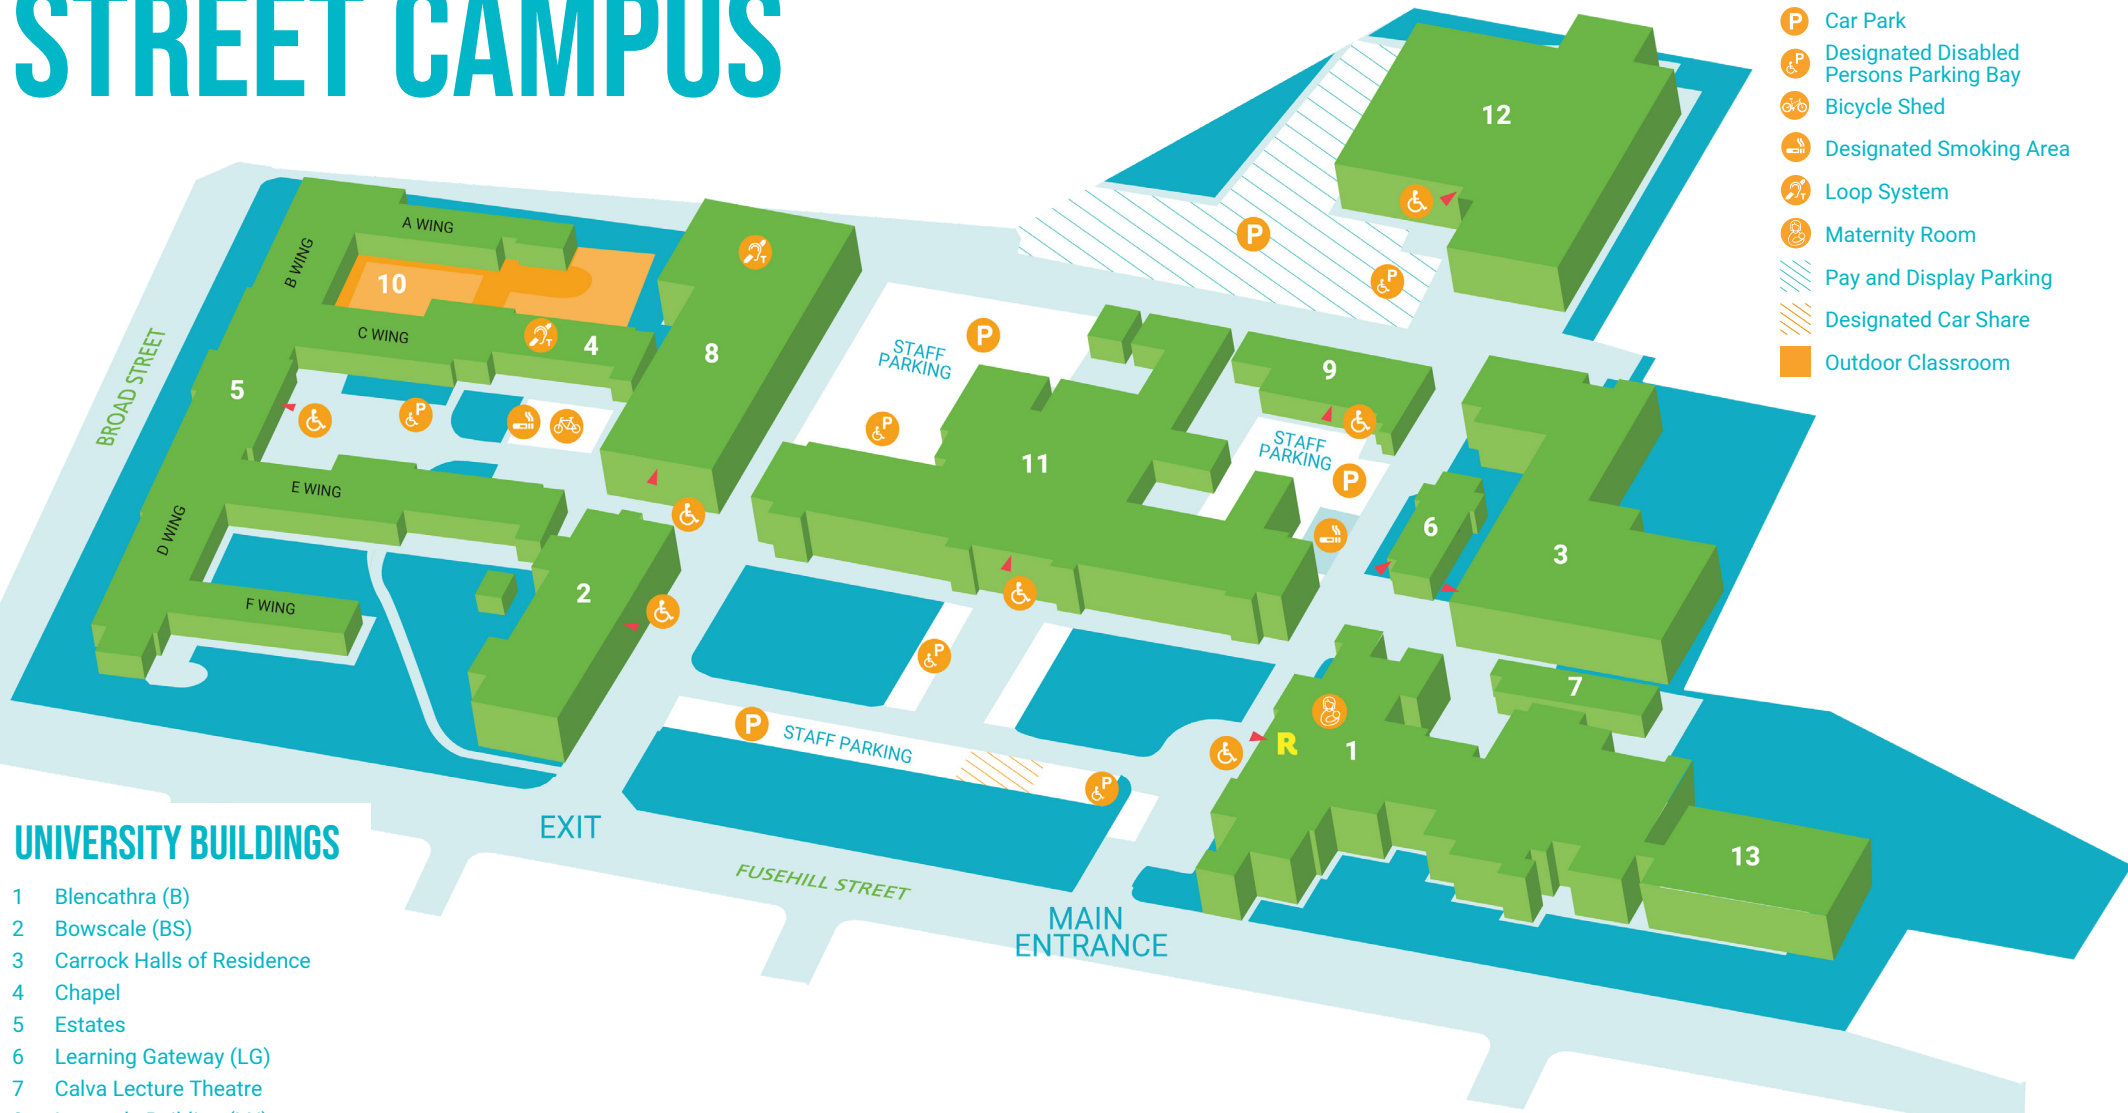 STREET CAMPUS
P Car Park
P Designated Disabled
Persons Parking Bay
Bicycle Shed
Designated Smoking Area
T Loop System
Maternity Room
Pay and Display Parking
Designated Car Share
Outdoor Classroom
12
A WING
B WING
10
C WING
T
4
8
T
5
BROAD STREET
P
E WING
D WING
F WING
2
P
P
STAFF
PARKING
P
P
11
9
STAFF
PARKING
P
6
3
7
P
P
STAFF PARKING
P
R
1
13
EXIT
FUSEHILL STREET
MAIN
ENTRANCE
UNIVERSITY BUILDINGS
1 Blencathra (B)
2 Bowscale (BS)
3 Carrock Halls of Residence
4 Chapel
5 Estates
6 Learning Gateway (LG)
7 Calva Lecture Theatre